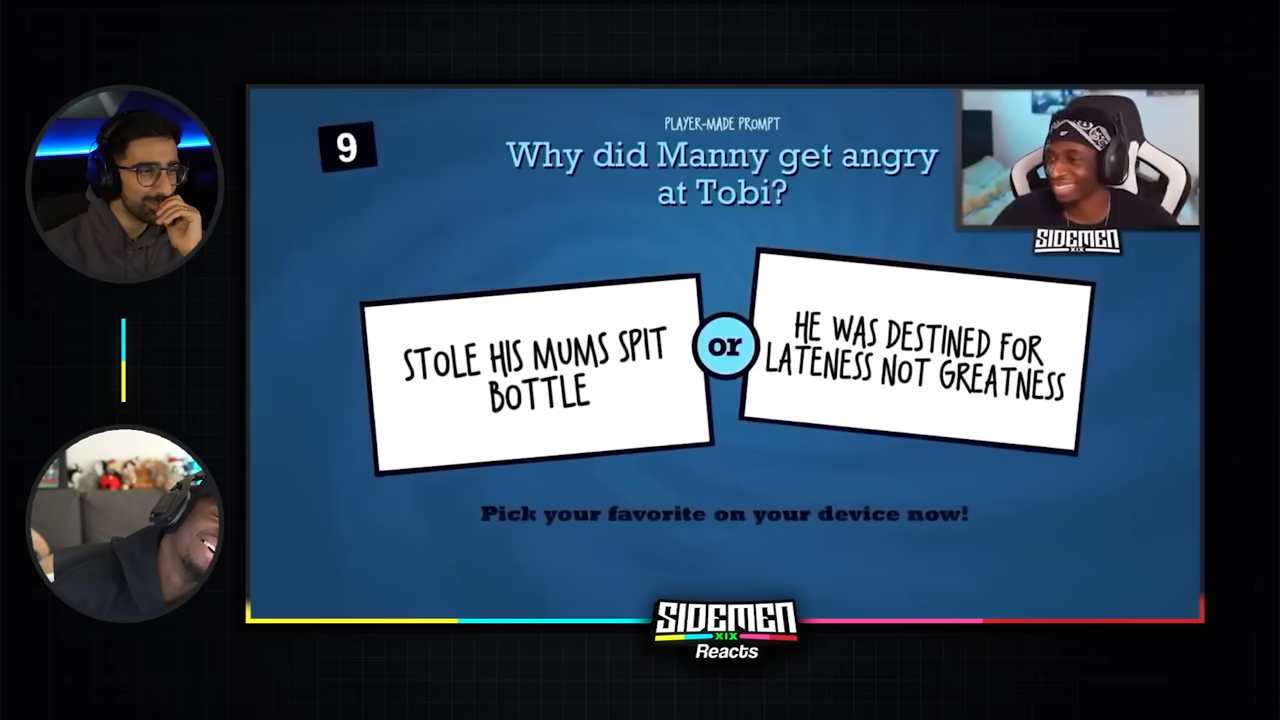 9
PLAYER-MADE PROMPT
Why did Manny get angry
at Tobi?
SIDEMEN
XIX
STOLE HIS MUMS SPIT
BOTTLE
or
HE WAS DESTINED FOR
LATENESS NOT GREATNESS
Pick your favorite on your device now!
SIDEMEN
XIX
Reacts